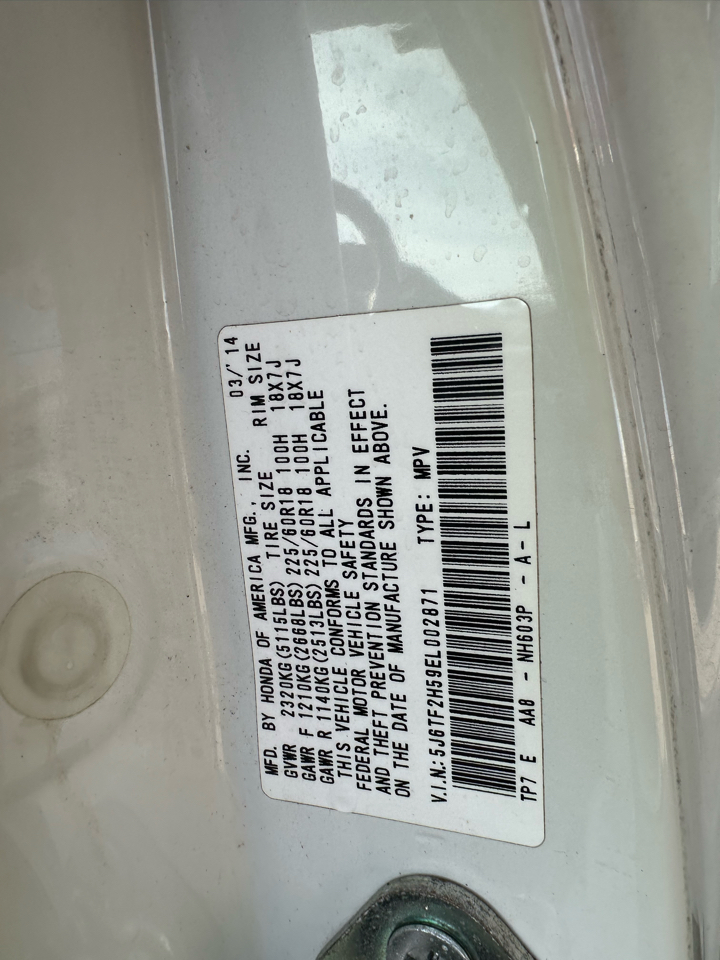 MFD. BY HONDA OF AMERICA MFG., INC. 03/'14
GVWR 2320KG(5115LBS) TIRE SIZE RIM SIZE
GAWR F 1210KG(2668LBS) 225/60R18 100H 18X7J
GAWR R 1140KG(2513LBS) 225/60R18 100H 18X7J
THIS VEHICLE CONFORMS TO ALL APPLICABLE
FEDERAL MOTOR VEHICLE SAFETY
AND THEFT PREVENTION STANDARDS IN EFFECT
ON THE DATE OF MANUFACTURE SHOWN ABOVE.
V.I.N.:5J6TF2H59EL002871 TYPE: MPV
TP7 E AA8 - NH603P - A - L